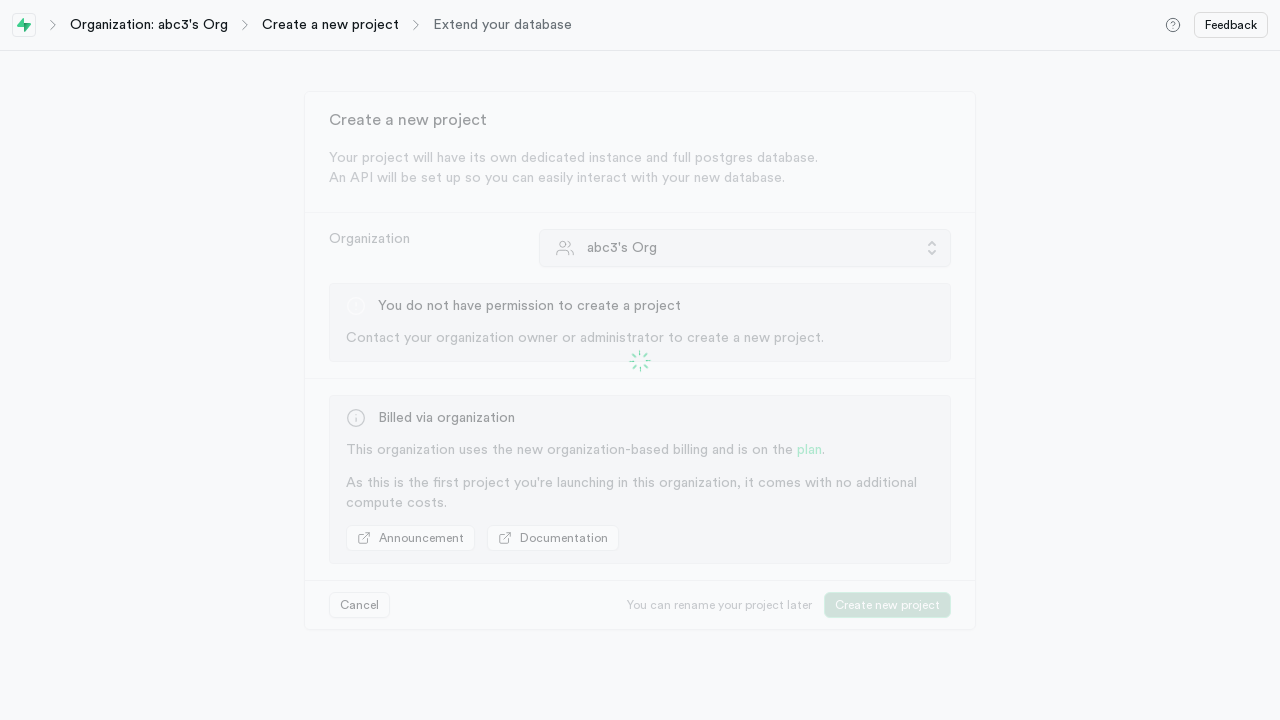 Organization: abc3's Org
Create a new project
Extend your database
Feedback
Create a new project
Your project will have its own dedicated instance and full postgres database.
An API will be set up so you can easily interact with your new database.
Organization
abc3's Org
You do not have permission to create a project
Contact your organization owner or administrator to create a new project.
Billed via organization
This organization uses the new organization-based billing and is on the plan.
As this is the first project you're launching in this organization, it comes with no additional
compute costs.
Announcement
Documentation
Cancel
You can rename your project later
Create new project